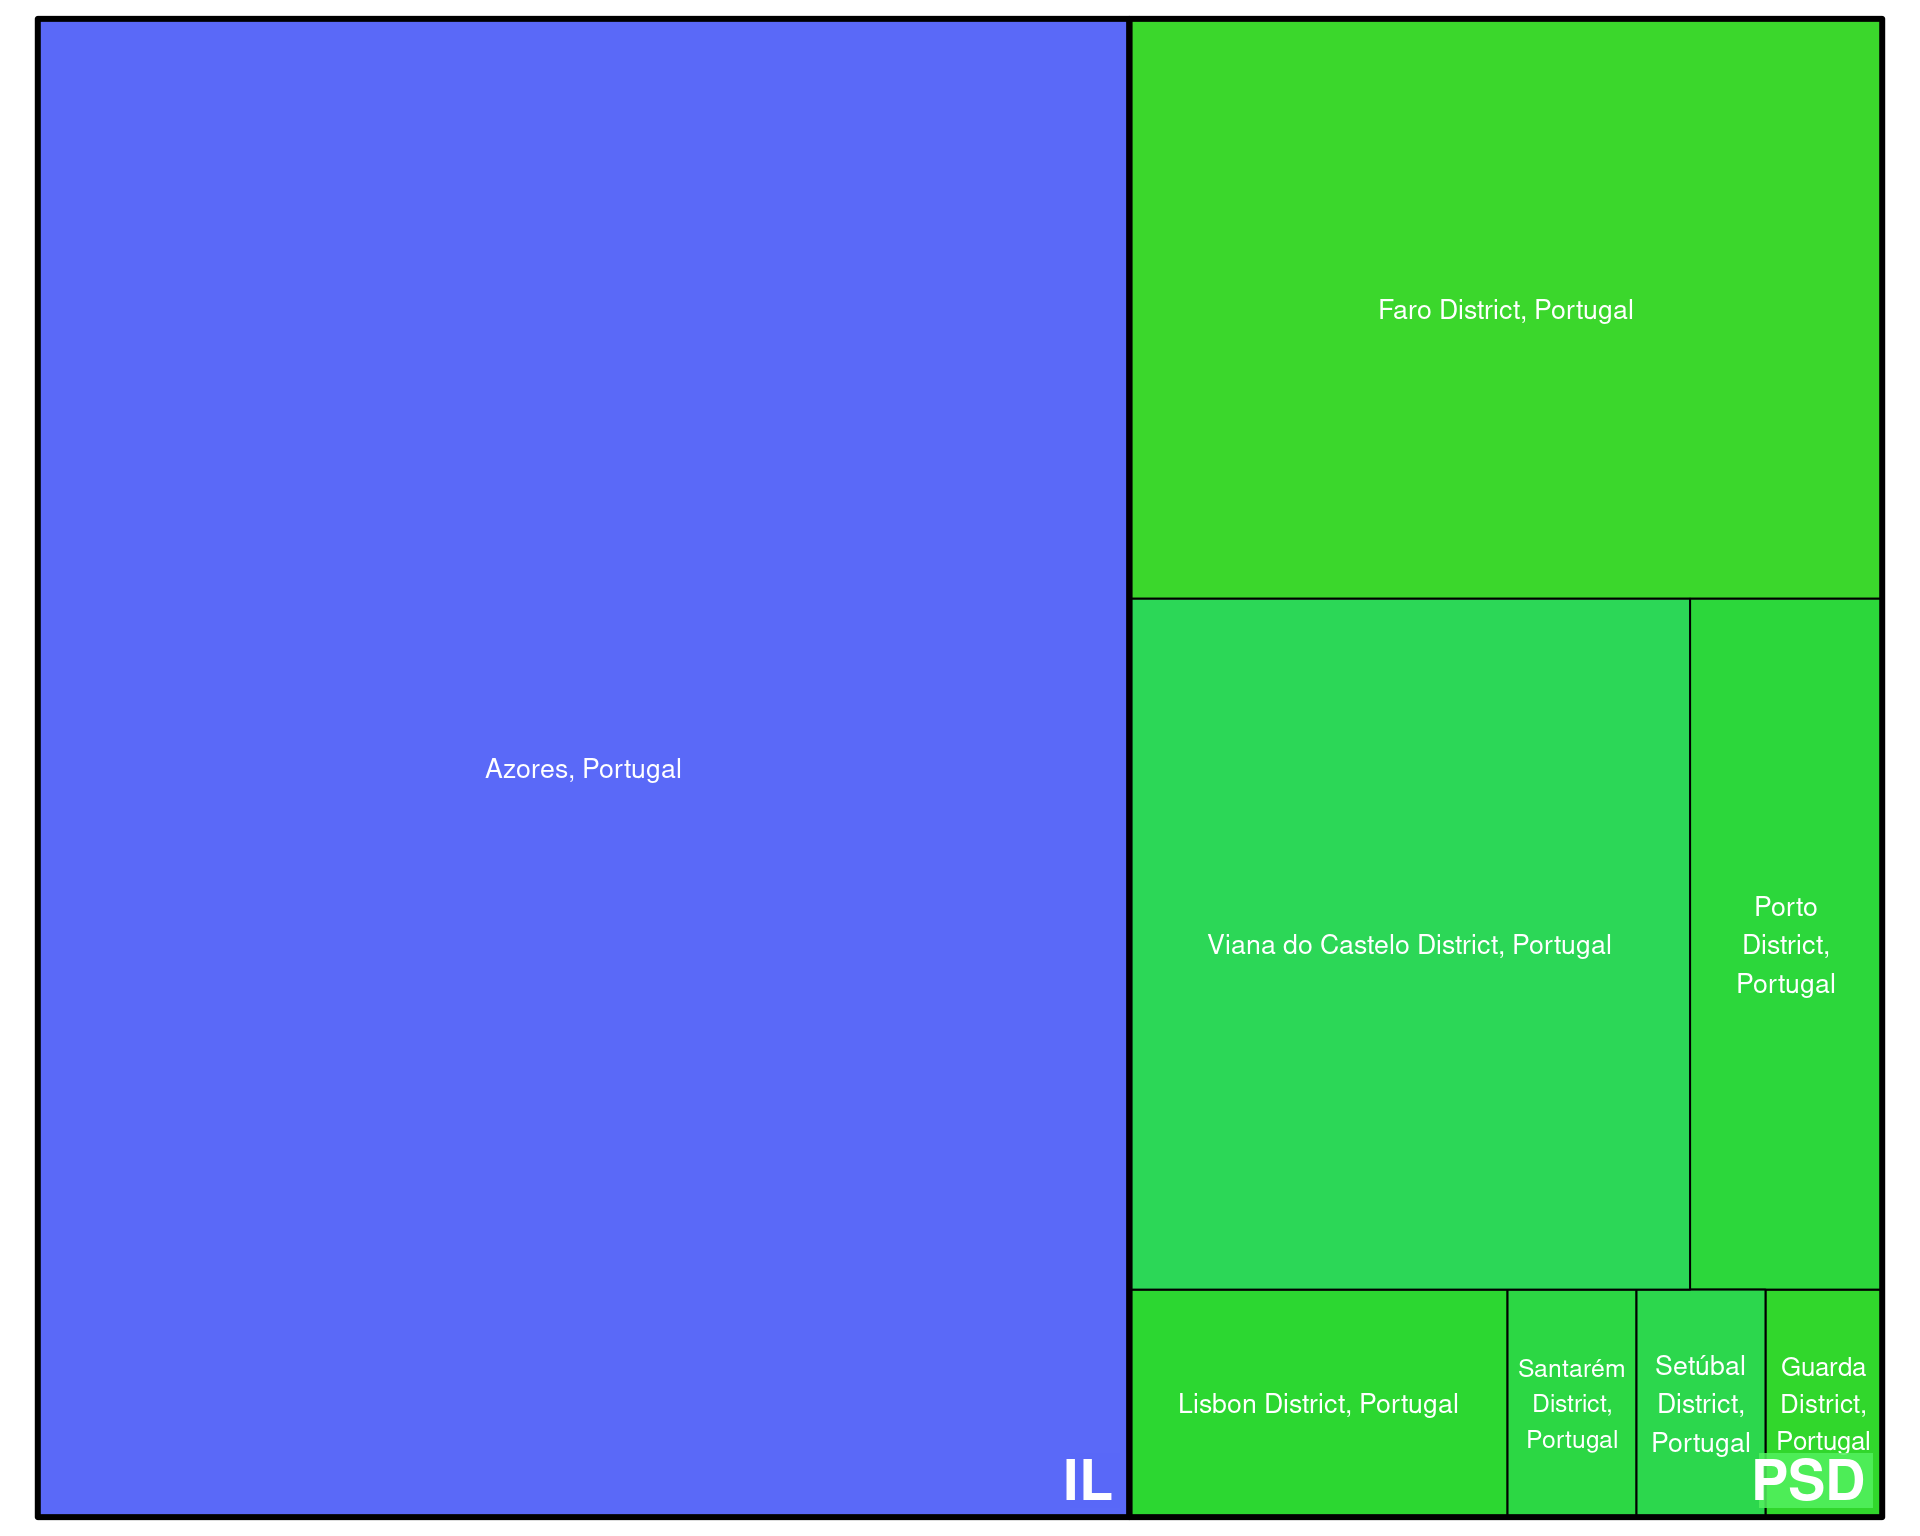 Azores, Portugal
IL
Faro District, Portugal
Viana do Castelo District, Portugal
Porto
District,
Portugal
Lisbon District, Portugal
Santarém
District,
Portugal
Setúbal
District,
Portugal
Guarda
District,
Portugal
PSD